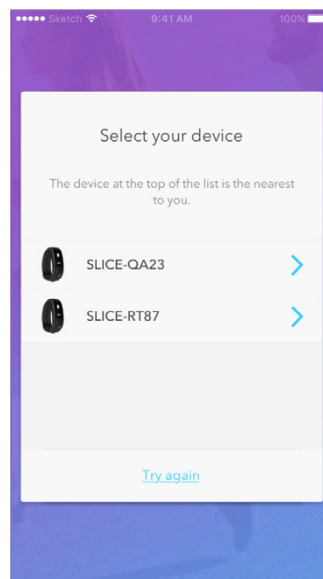 Sketch 9:41 AM 100%
Select your device
The device at the top of the list is the nearest
to you.
SLICE-QA23
SLICE-RT87
Try again